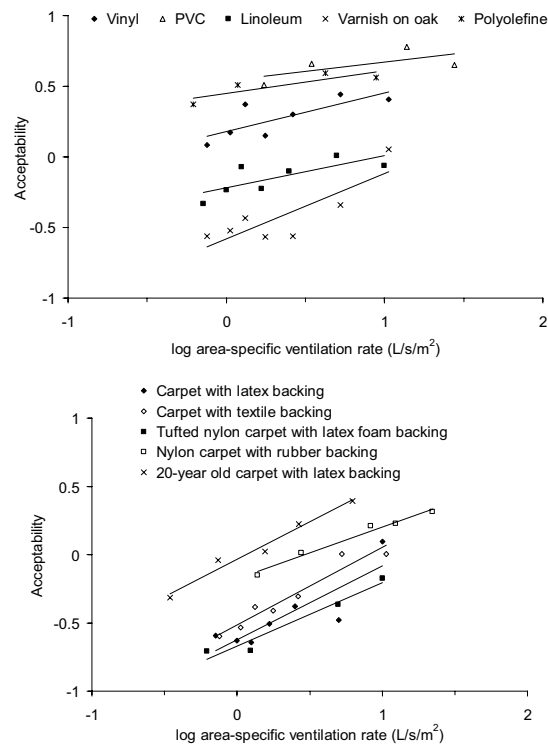 Vinyl PVC Linoleum Varnish on oak Polyolefine
1
0.5
0
-0.5
-1
Acceptability
-1 0 1 2
log area-specific ventilation rate (L/s/m²)
Carpet with latex backing
Carpet with textile backing
Tufted nylon carpet with latex foam backing
Nylon carpet with rubber backing
20-year old carpet with latex backing
1
0.5
0
-0.5
-1
Acceptability
-1 0 1 2
log area-specific ventilation rate (L/s/m²)